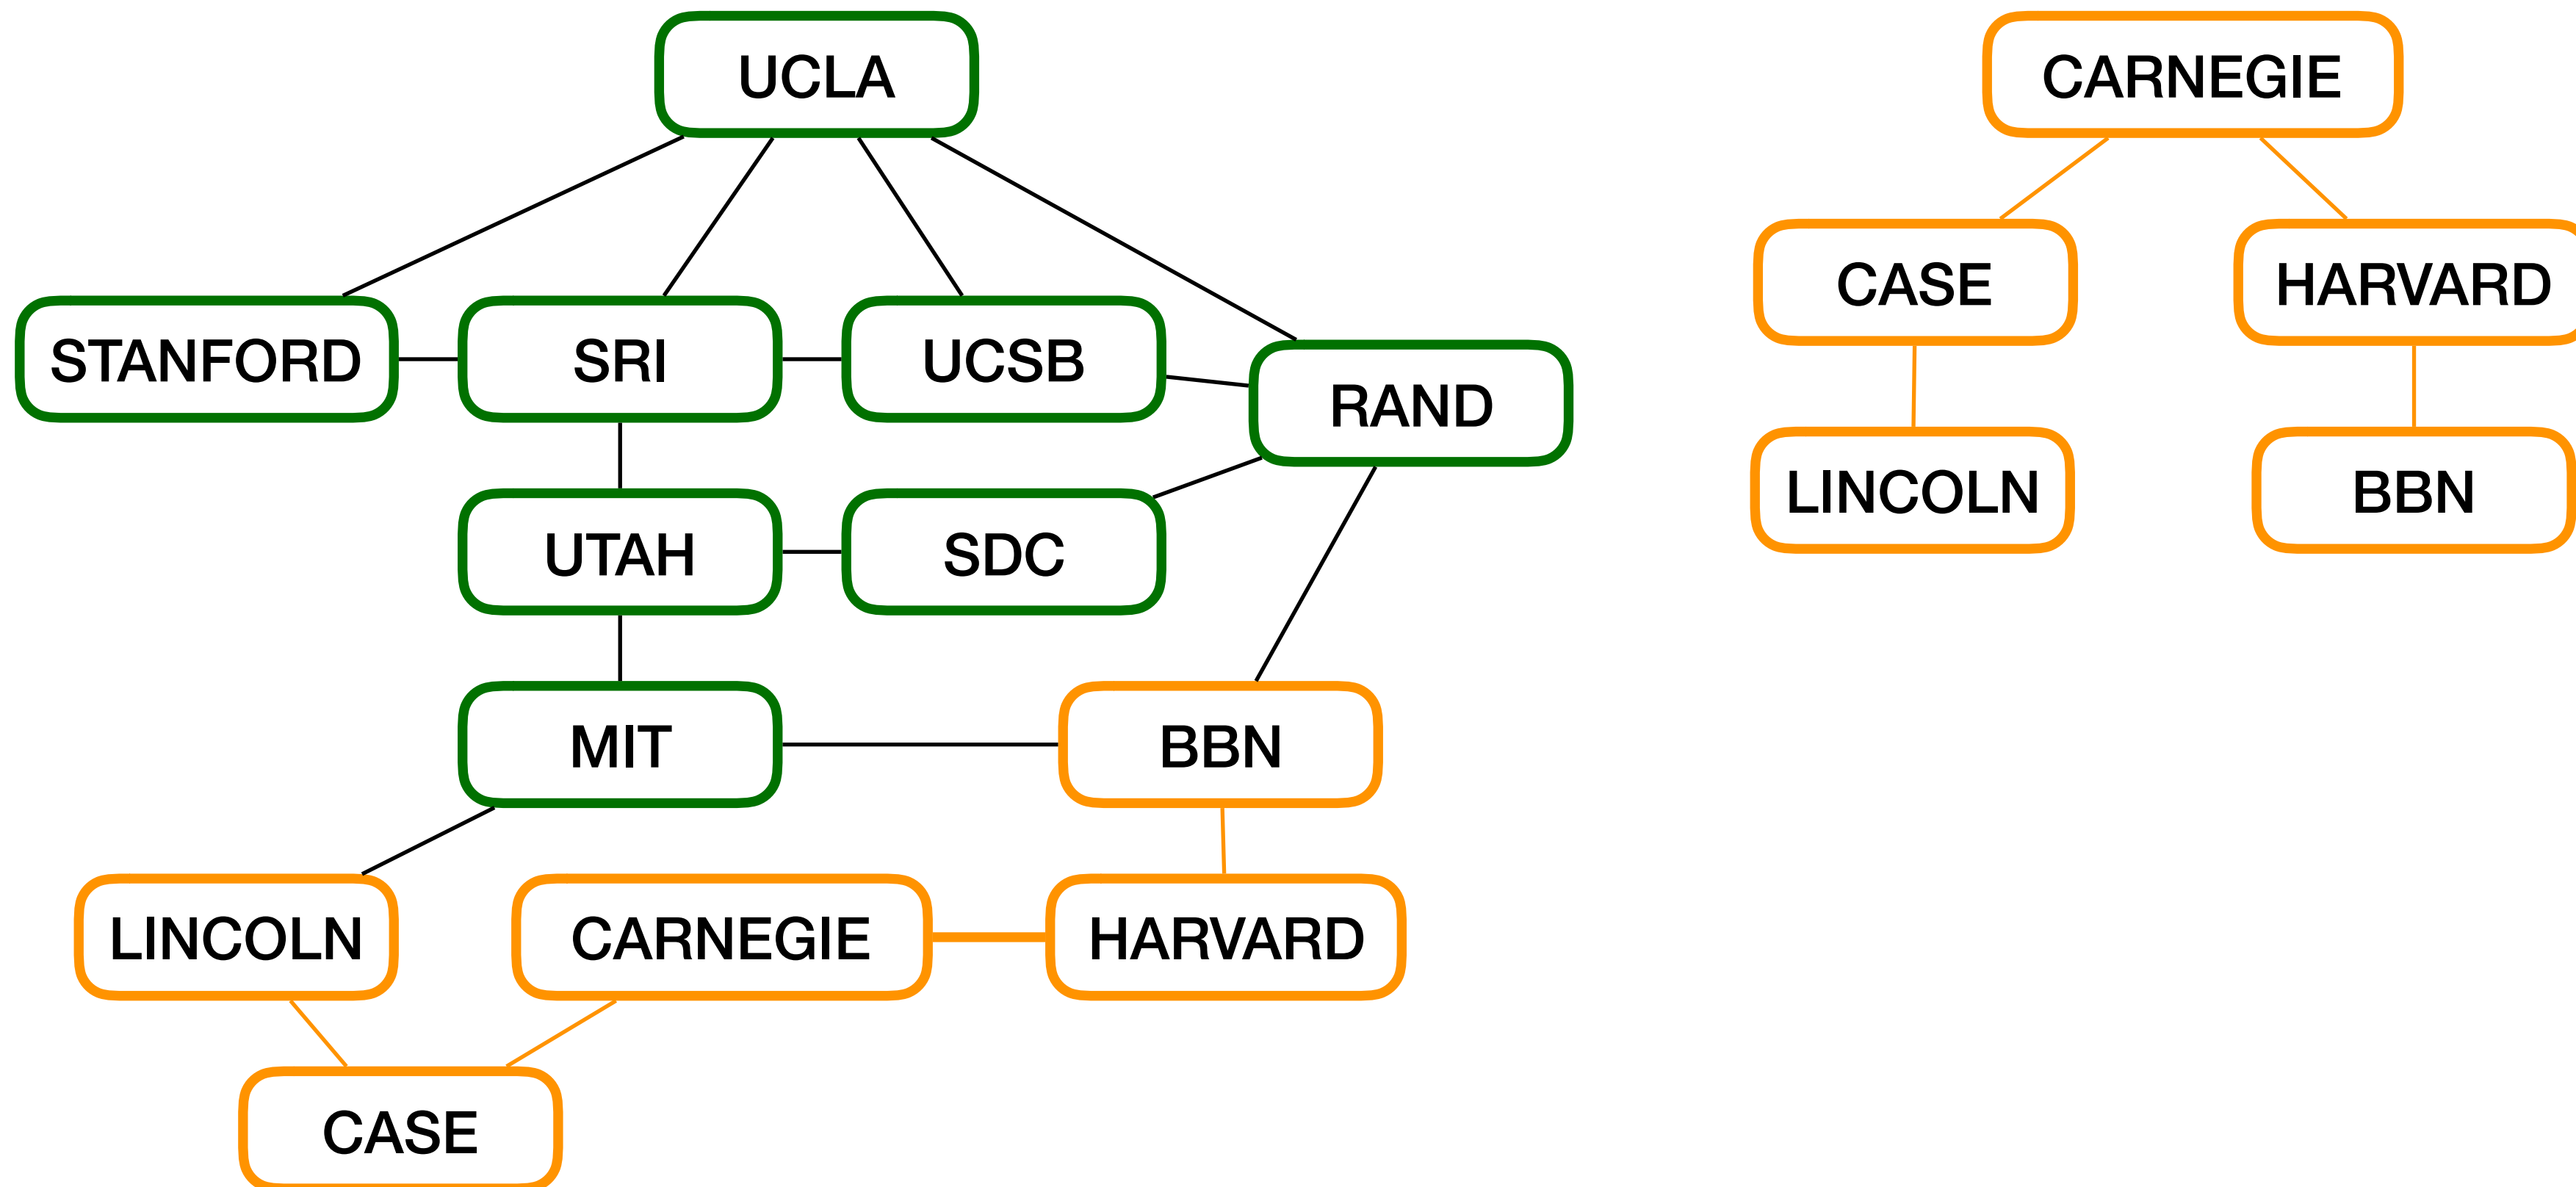 UCLA
STANFORD
SRI
UCSB
RAND
UTAH
SDC
MIT
BBN
LINCOLN
CARNEGIE
HARVARD
CASE
CARNEGIE
CASE
HARVARD
LINCOLN
BBN